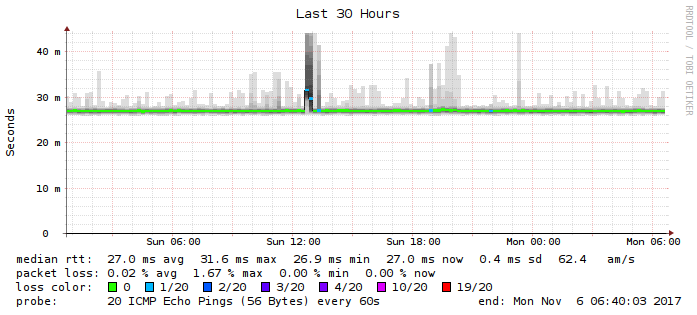 Last 30 Hours
RRDTOOL / TOBI OETIKER
Seconds
40 m
30 m
20 m
10 m
0
Sun 06:00 Sun 12:00 Sun 18:00 Mon 00:00 Mon 06:00
median rtt: 27.0 ms avg 31.6 ms max 26.9 ms min 27.0 ms now 0.4 ms sd 62.4 am/s
packet loss: 0.02 % avg 1.67 % max 0.00 % min 0.00 % now
loss color: 0 1/20 2/20 3/20 4/20 10/20 19/20
probe: 20 ICMP Echo Pings (56 Bytes) every 60s end: Mon Nov 6 06:40:03 2017